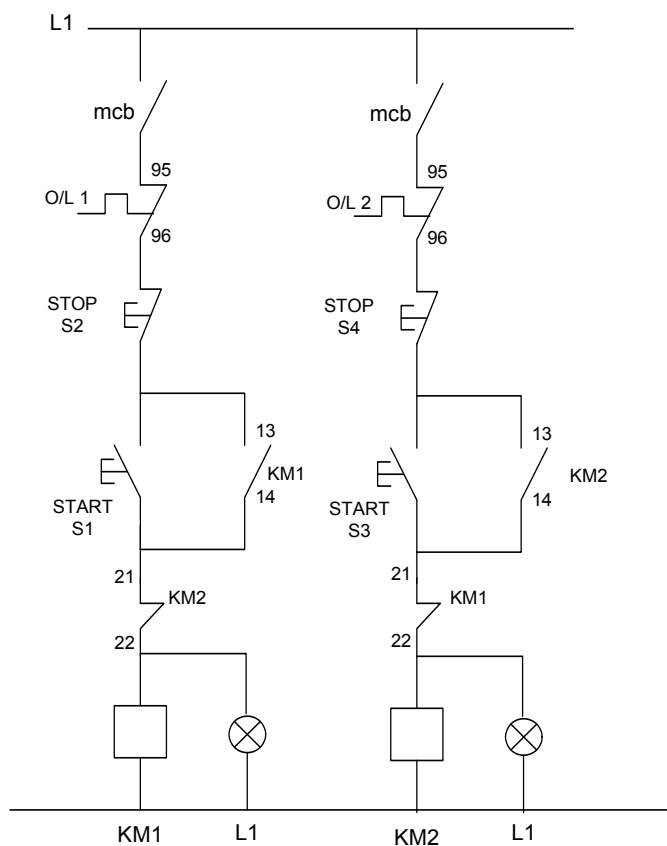 L1
mcb
mcb
95
95
O/L 1
O/L 2
96
96
STOP
S2
STOP
S4
13
13
KM1
KM2
14
14
START
S1
START
S3
21
21
KM2
KM1
22
22
KM1
L1
KM2
L1